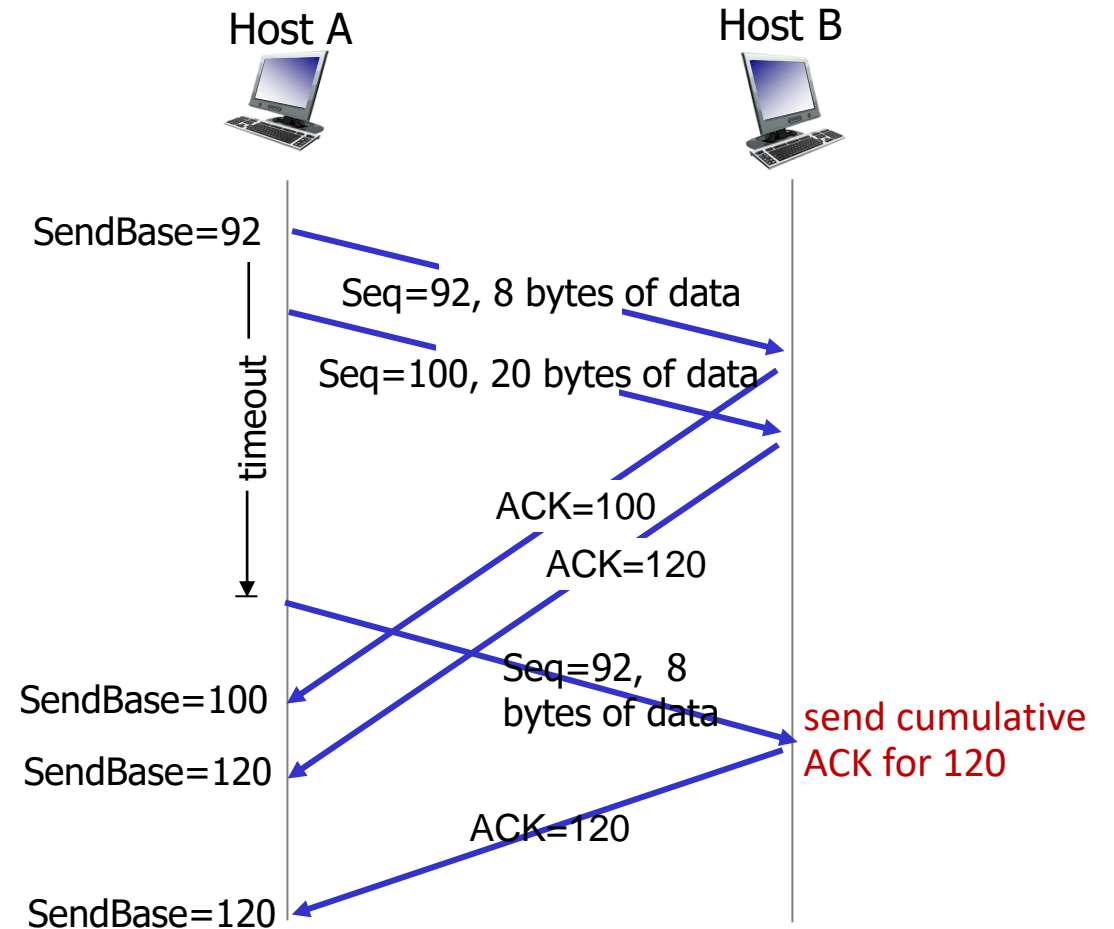 Host A
Host B
SendBase=92
Seq=92, 8 bytes of data
Seq=100, 20 bytes of data
timeout
ACK=100
ACK=120
Seq=92,  8
bytes of data
SendBase=100
send cumulative
ACK for 120
SendBase=120
ACK=120
SendBase=120